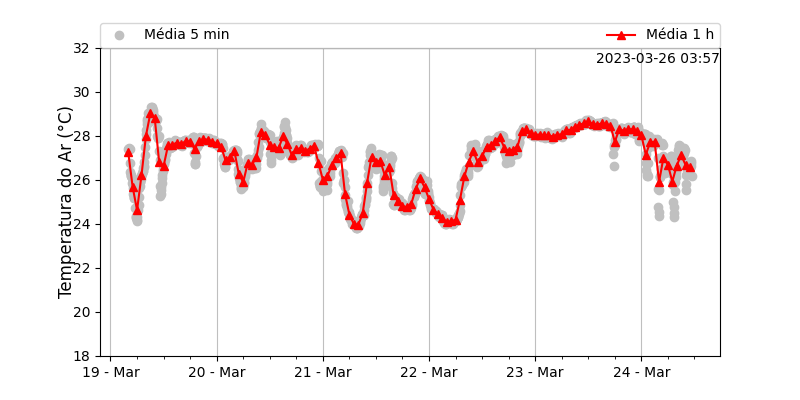 Média 5 min
Média 1 h
2023-03-26 03:57
Temperatura do Ar (°C)
32
30
28
26
24
22
20
18
19 - Mar
20 - Mar
21 - Mar
22 - Mar
23 - Mar
24 - Mar